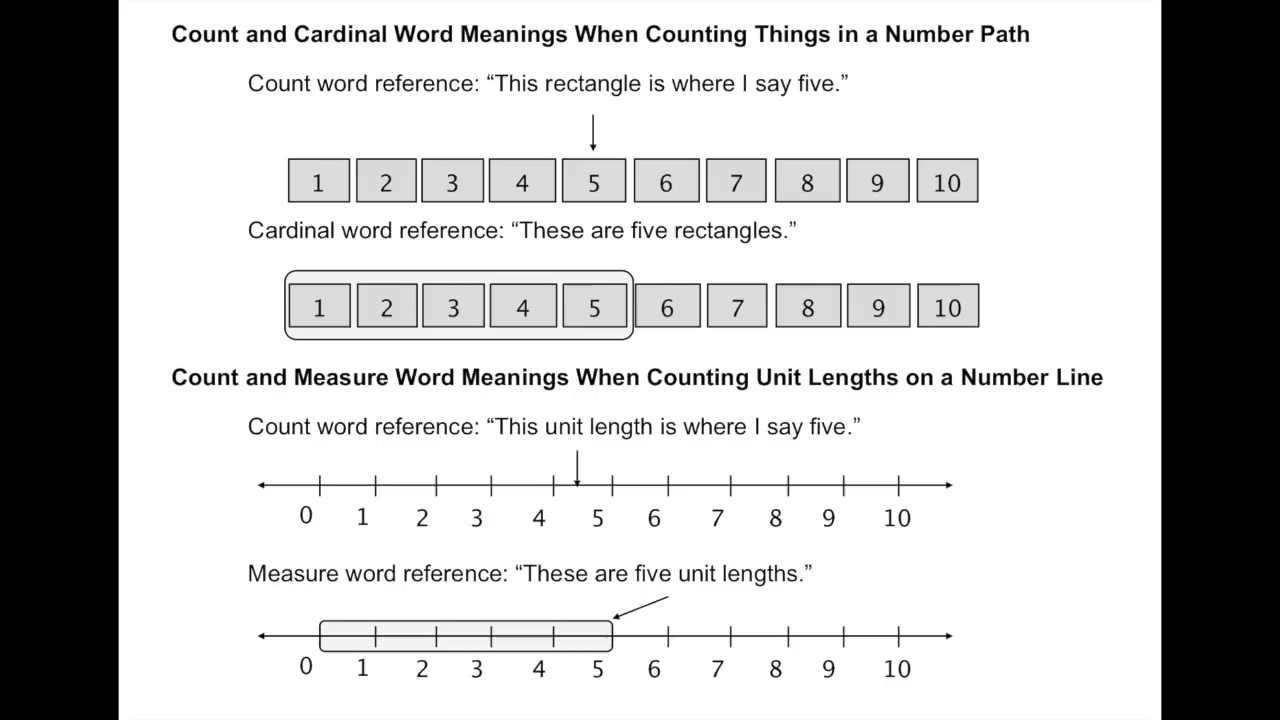 Count and Cardinal Word Meanings When Counting Things in a Number Path
Count word reference: “This rectangle is where I say five.”
1 2 3 4 5 6 7 8 9 10
Cardinal word reference: “These are five rectangles.”
1 2 3 4 5 6 7 8 9 10
Count and Measure Word Meanings When Counting Unit Lengths on a Number Line
Count word reference: “This unit length is where I say five.”
0 1 2 3 4 5 6 7 8 9 10
Measure word reference: “These are five unit lengths.”
0 1 2 3 4 5 6 7 8 9 10